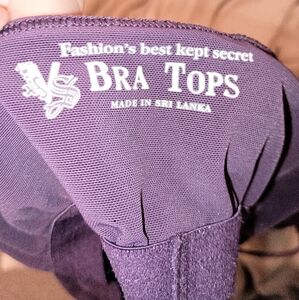 Fashion's best kept secret
VS
BRA TOPS
MADE IN SRI LANKA